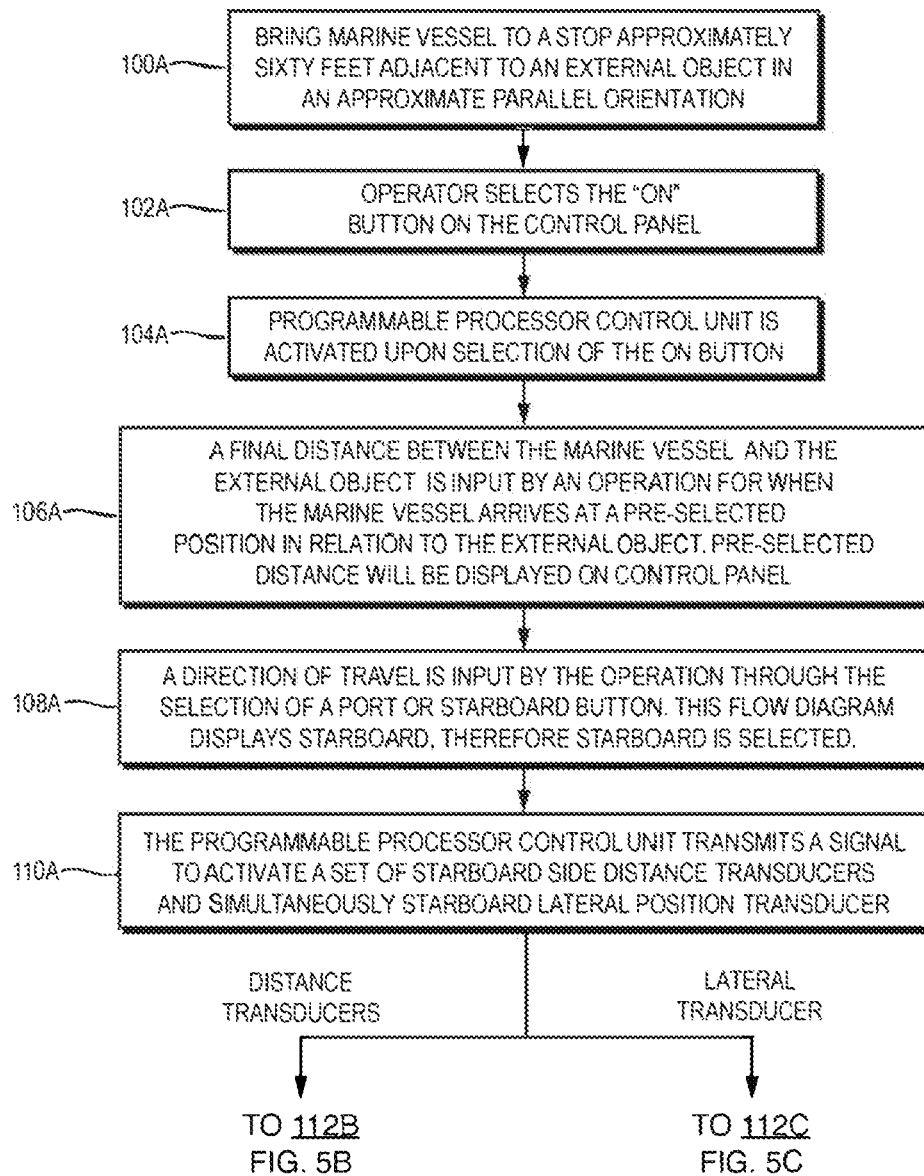 100A
BRING MARINE VESSEL TO A STOP APPROXIMATELY
SIXTY FEET ADJACENT TO AN EXTERNAL OBJECT IN
AN APPROXIMATE PARALLEL ORIENTATION
102A
OPERATOR SELECTS THE "ON"
BUTTON ON THE CONTROL PANEL
104A
PROGRAMMABLE PROCESSOR CONTROL UNIT IS
ACTIVATED UPON SELECTION OF THE ON BUTTON
106A
A FINAL DISTANCE BETWEEN THE MARINE VESSEL AND THE
EXTERNAL OBJECT IS INPUT BY AN OPERATION FOR WHEN
THE MARINE VESSEL ARRIVES AT A PRE-SELECTED
POSITION IN RELATION TO THE EXTERNAL OBJECT. PRE-SELECTED
DISTANCE WILL BE DISPLAYED ON CONTROL PANEL
108A
A DIRECTION OF TRAVEL IS INPUT BY THE OPERATION THROUGH THE
SELECTION OF A PORT OR STARBOARD BUTTON. THIS FLOW DIAGRAM
DISPLAYS STARBOARD, THEREFORE STARBOARD IS SELECTED.
110A
THE PROGRAMMABLE PROCESSOR CONTROL UNIT TRANSMITS A SIGNAL
TO ACTIVATE A SET OF STARBOARD SIDE DISTANCE TRANSDUCERS
AND SIMULTANEOUSLY STARBOARD LATERAL POSITION TRANSDUCER
DISTANCE
TRANSDUCERS
LATERAL
TRANSDUCER
TO 112B
FIG. 5B
TO 112C
FIG. 5C